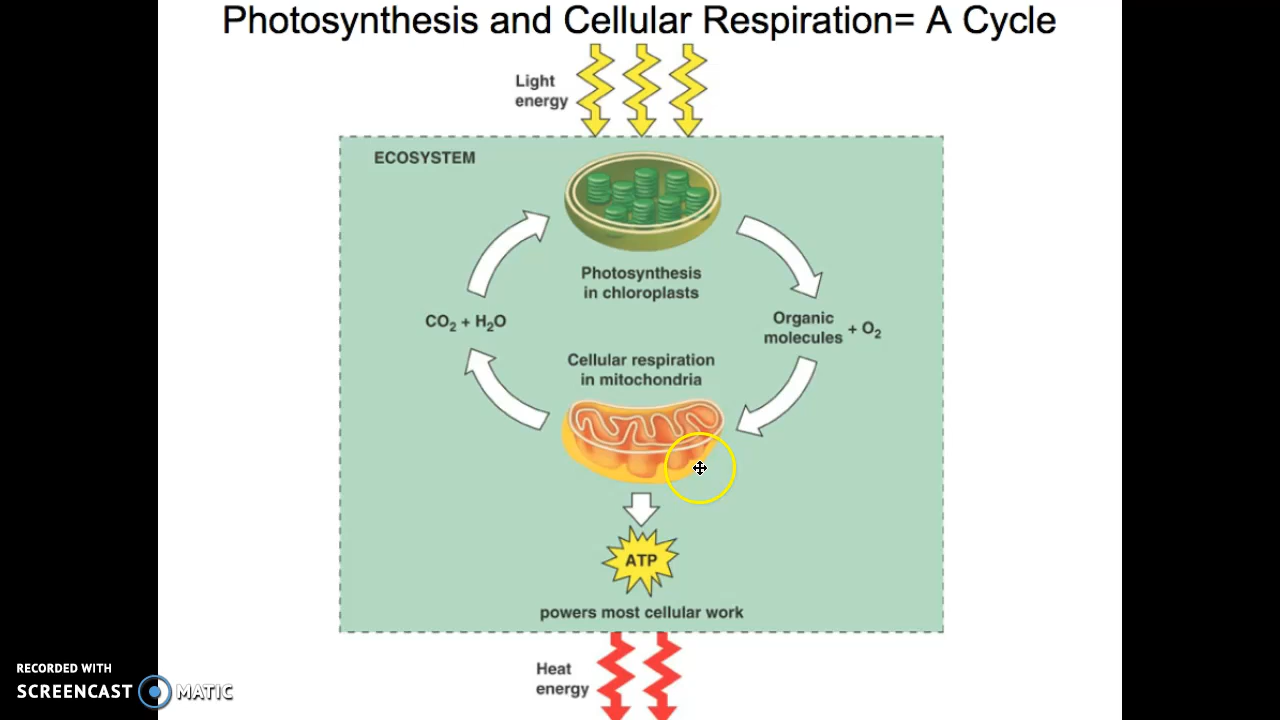 Photosynthesis and Cellular Respiration= A Cycle
Light
energy
ECOSYSTEM
Photosynthesis
in chloroplasts
CO₂ + H₂O
Organic
molecules + O₂
Cellular respiration
in mitochondria
ATP
powers most cellular work
Heat
energy
RECORDED WITH
SCREENCAST MATIC